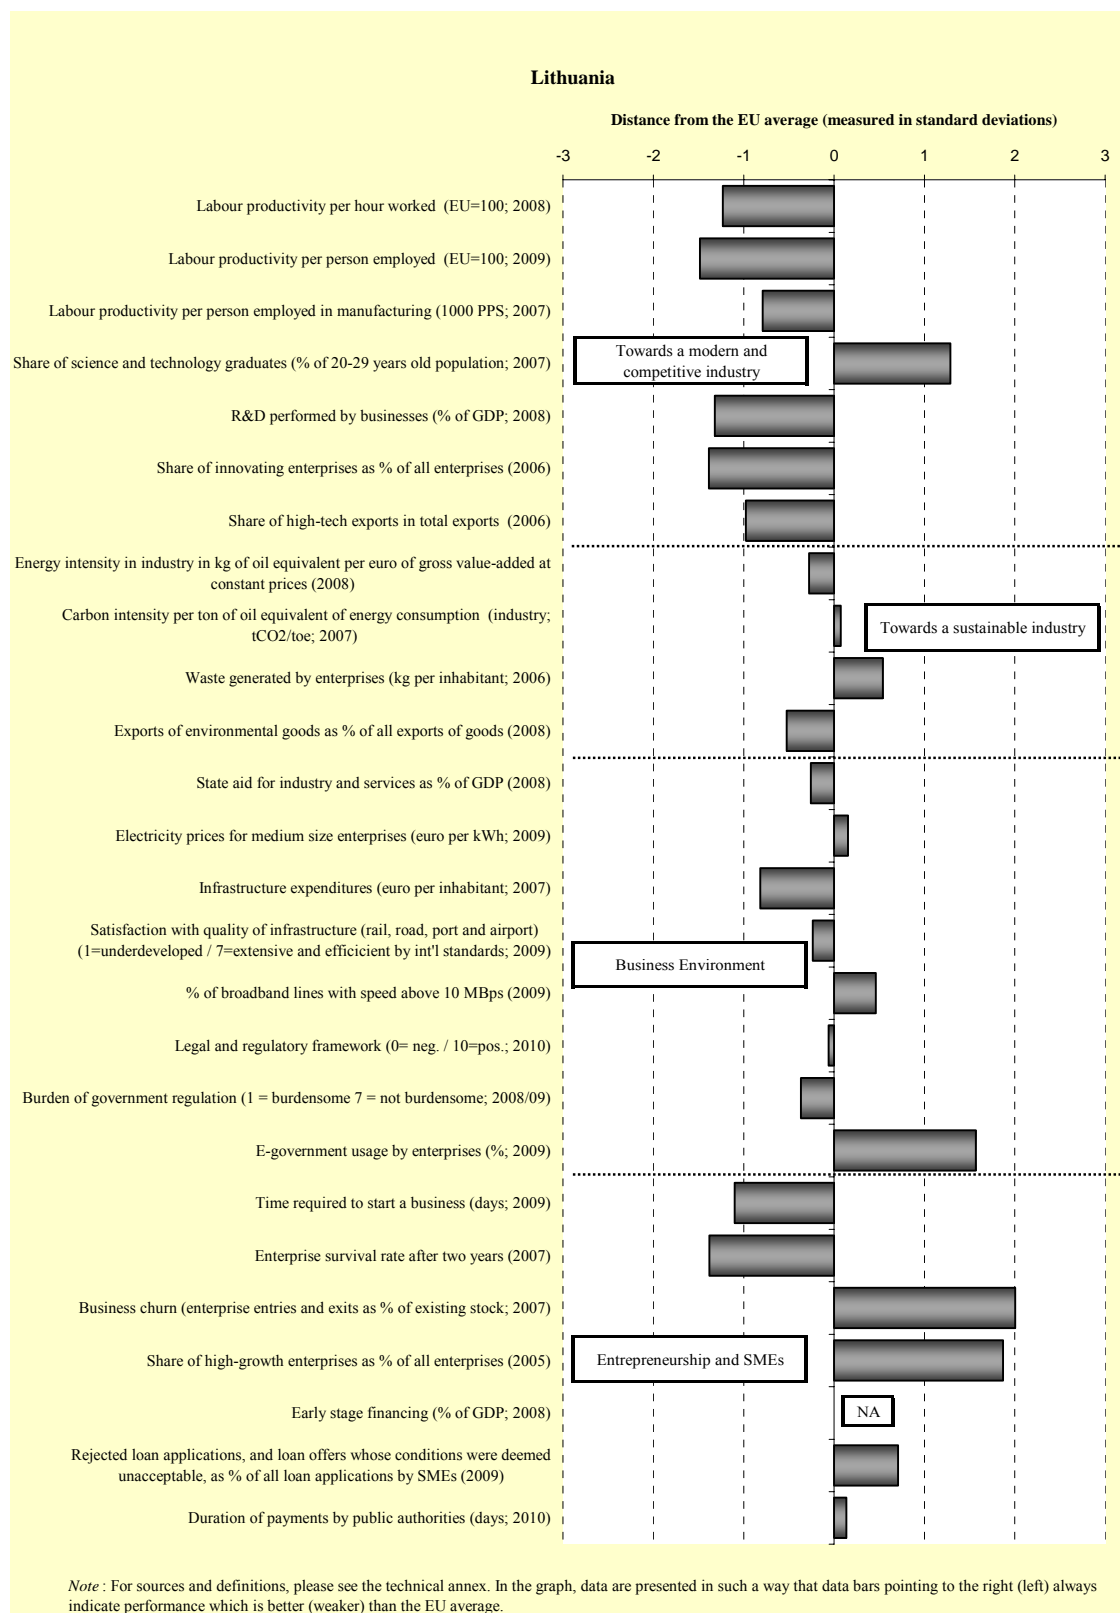 Lithuania
Distance from the EU average (measured in standard deviations)
-3 -2 -1 0 1 2 3
Labour productivity per hour worked (EU=100; 2008)
Labour productivity per person employed (EU=100; 2009)
Labour productivity per person employed in manufacturing (1000 PPS; 2007)
Share of science and technology graduates (% of 20-29 years old population; 2007)
Towards a modern and
competitive industry
R&D performed by businesses (% of GDP; 2008)
Share of innovating enterprises as % of all enterprises (2006)
Share of high-tech exports in total exports (2006)
Energy intensity in industry in kg of oil equivalent per euro of gross value-added at
constant prices (2008)
Carbon intensity per ton of oil equivalent of energy consumption (industry;
tCO2/toe; 2007)
Towards a sustainable industry
Waste generated by enterprises (kg per inhabitant; 2006)
Exports of environmental goods as % of all exports of goods (2008)
State aid for industry and services as % of GDP (2008)
Electricity prices for medium size enterprises (euro per kWh; 2009)
Infrastructure expenditures (euro per inhabitant; 2007)
Satisfaction with quality of infrastructure (rail, road, port and airport)
(1=underdeveloped / 7=extensive and efficicient by int'l standards; 2009)
Business Environment
% of broadband lines with speed above 10 MBps (2009)
Legal and regulatory framework (0= neg. / 10=pos.; 2010)
Burden of government regulation (1 = burdensome 7 = not burdensome; 2008/09)
E-government usage by enterprises (%; 2009)
Time required to start a business (days; 2009)
Enterprise survival rate after two years (2007)
Business churn (enterprise entries and exits as % of existing stock; 2007)
Share of high-growth enterprises as % of all enterprises (2005)
Entrepreneurship and SMEs
Early stage financing (% of GDP; 2008)
NA
Rejected loan applications, and loan offers whose conditions were deemed
unacceptable, as % of all loan applications by SMEs (2009)
Duration of payments by public authorities (days; 2010)
Note : For sources and definitions, please see the technical annex. In the graph, data are presented in such a way that data bars pointing to the right (left) always
indicate performance which is better (weaker) than the EU average.